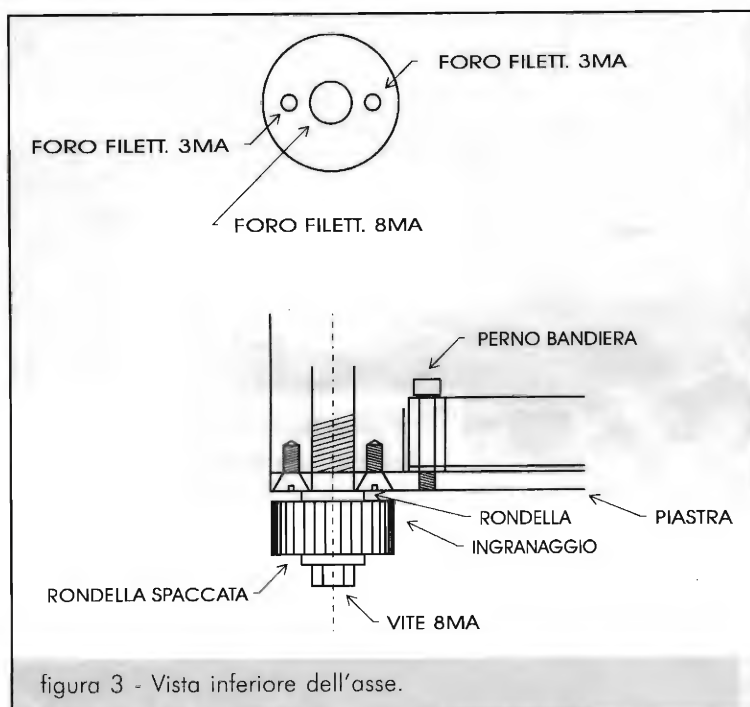 FORO FILETT. 3MA
FORO FILETT. 3MA
FORO FILETT. 8MA
PERNO BANDIERA
RONDELLA
PIASTRA
INGRANAGGIO
RONDELLA SPACCATA
VITE 8MA
figura 3 - Vista inferiore dell'asse.